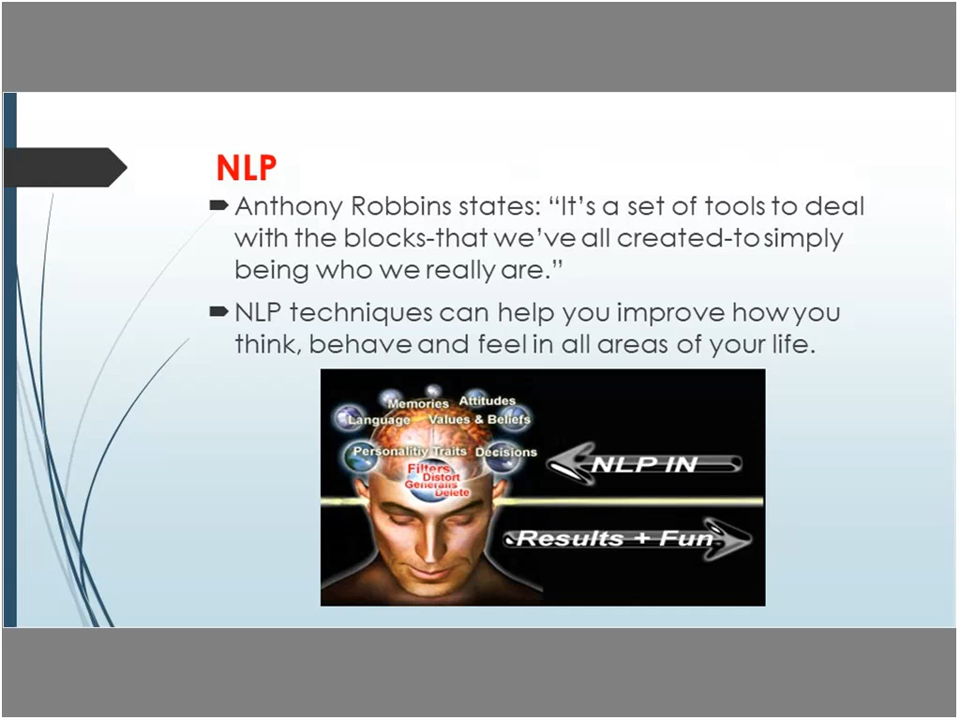 NLP
Anthony Robbins states: “It’s a set of tools to deal
with the blocks-that we’ve all created-to simply
being who we really are.”
NLP techniques can help you improve how you
think, behave and feel in all areas of your life.
Memories Attitudes
Language Values & Beliefs
Personality Traits Decisions
Filters
Distort
Generalis
Delete
NLP IN
Results + Fun